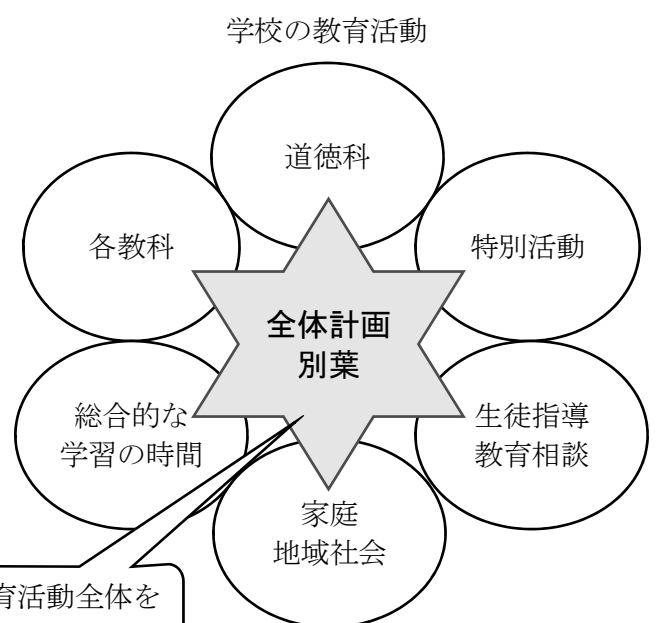 学校の教育活動
道徳科
各教科
特別活動
全体計画
別葉
総合的な
学習の時間
生徒指導
教育相談
家庭
地域社会
育活動全体を